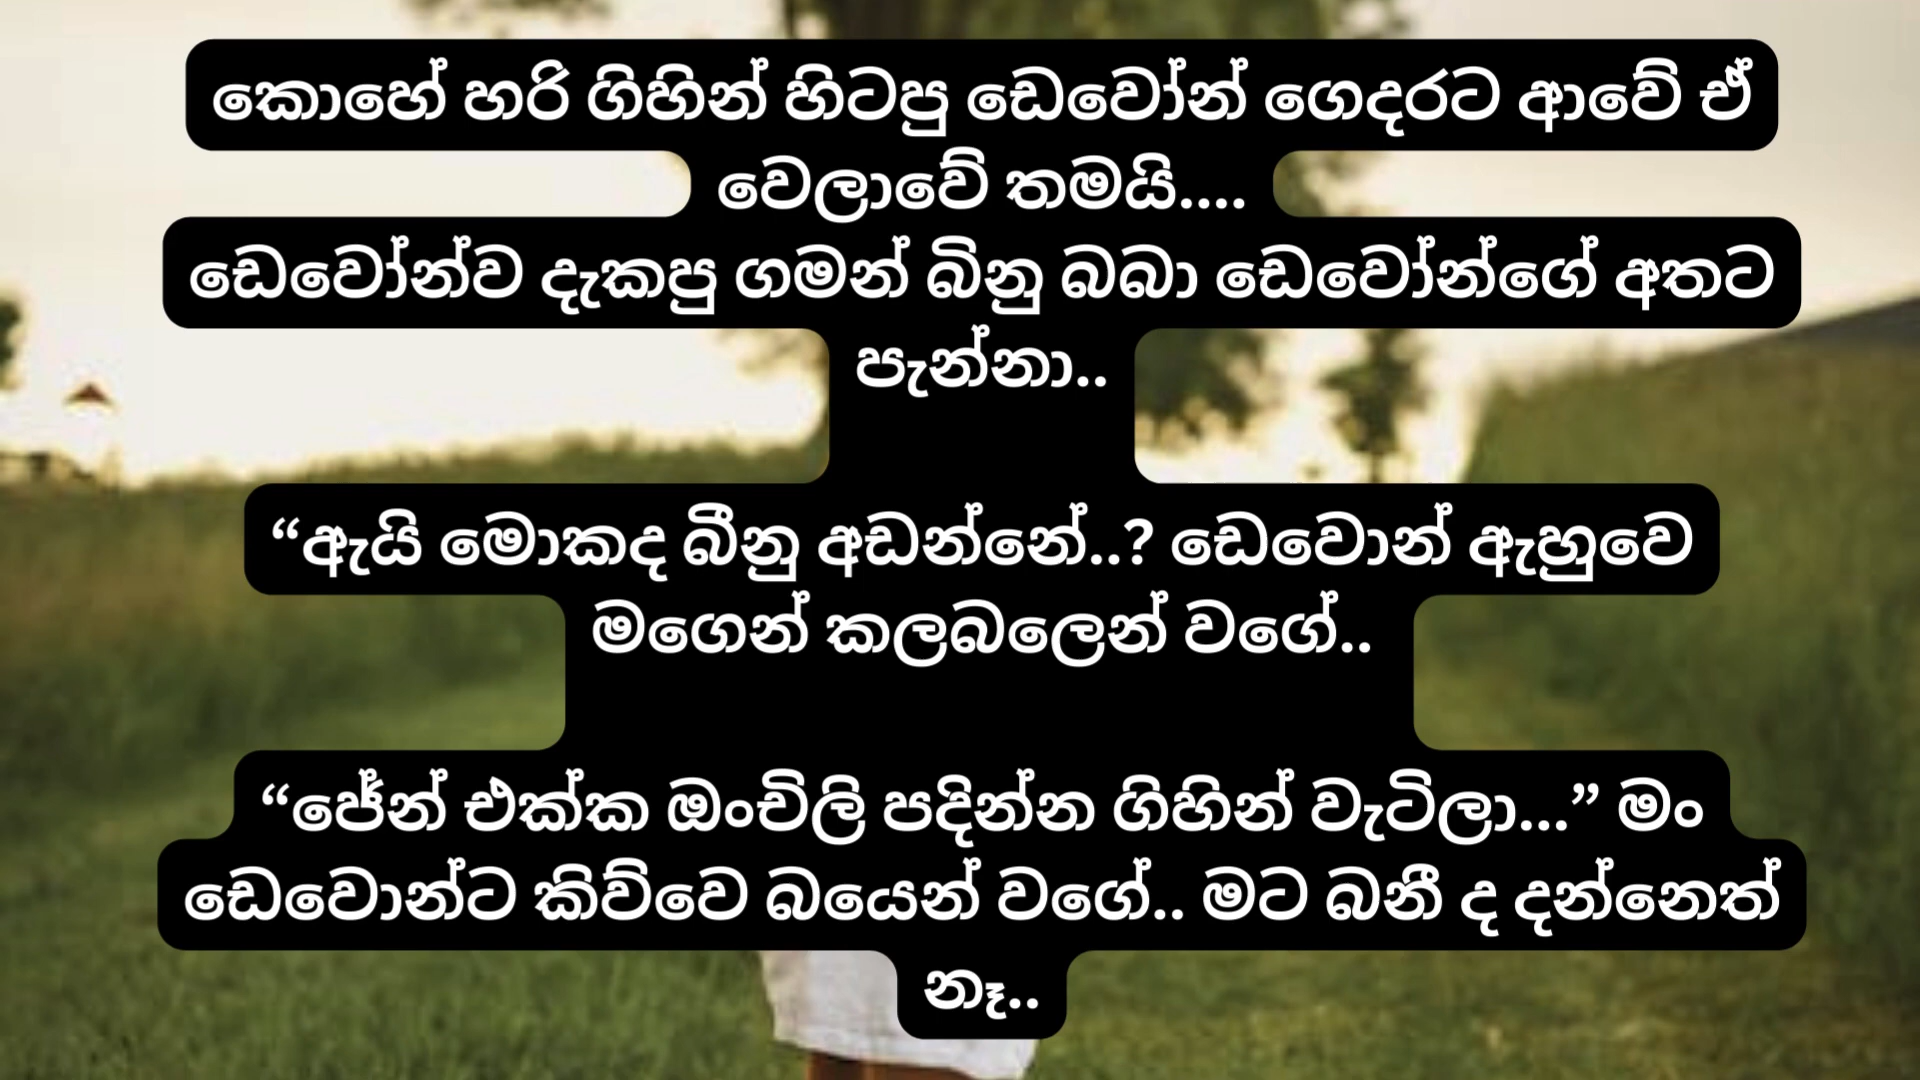 කොහේ හරි ගිහින් හිටපු ඩෙවෝන් ගෙදරට ආවේ ඒ
වෙලාවේ තමයි....
ඩෙවෝන්ව දැකපු ගමන් බිනු බබා ඩෙවෝන්ගේ අතට
පැන්නා..
“ඇයි මොකද බීනු අඩන්නේ..? ඩෙවොන් ඇහුවෙ
මගෙන් කලබලෙන් වගේ..
“ජේන් එක්ක ඔංචිලි පදින්න ගිහින් වැටිලා...” මං
ඩෙවොන්ට කිව්වෙ බයෙන් වගේ.. මට බනී ද දන්නෙත්
නෑ..